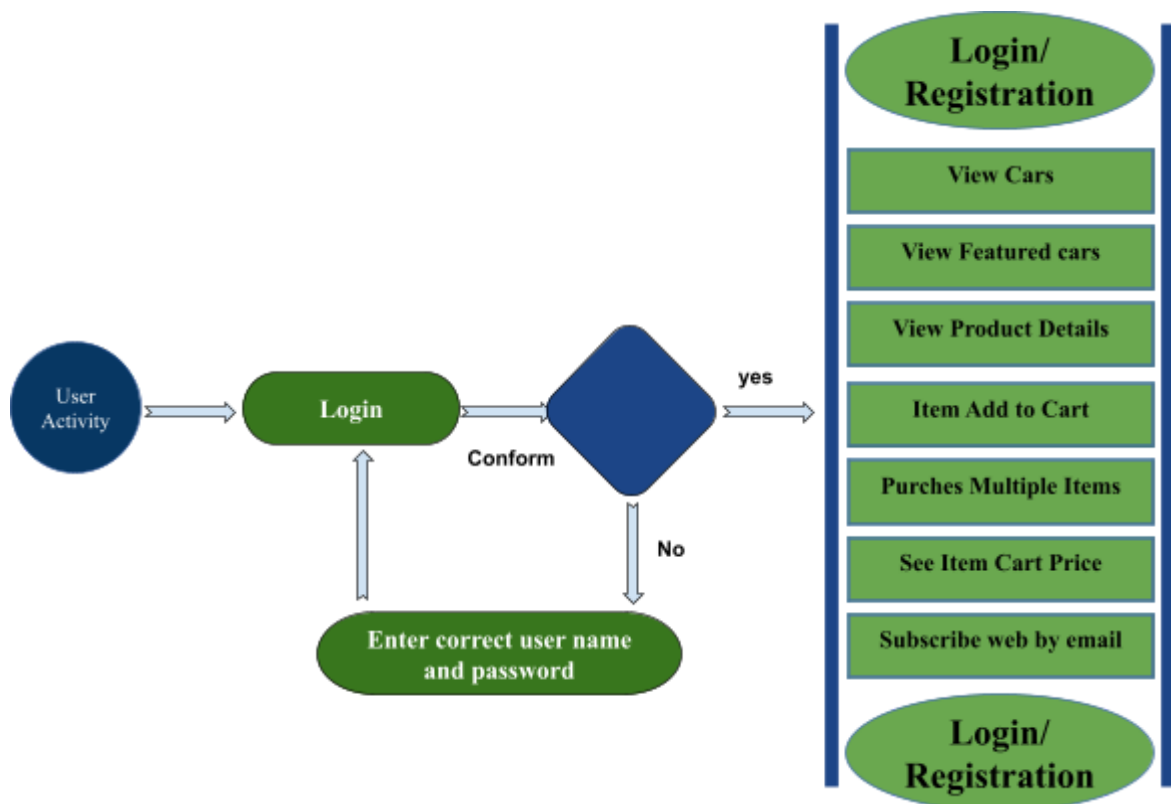 User
Activity
Login
Conform
yes
No
Enter correct user name
and password
Login/
Registration
View Cars
View Featured cars
View Product Details
Item Add to Cart
Purches Multiple Items
See Item Cart Price
Subscribe web by email
Login/
Registration